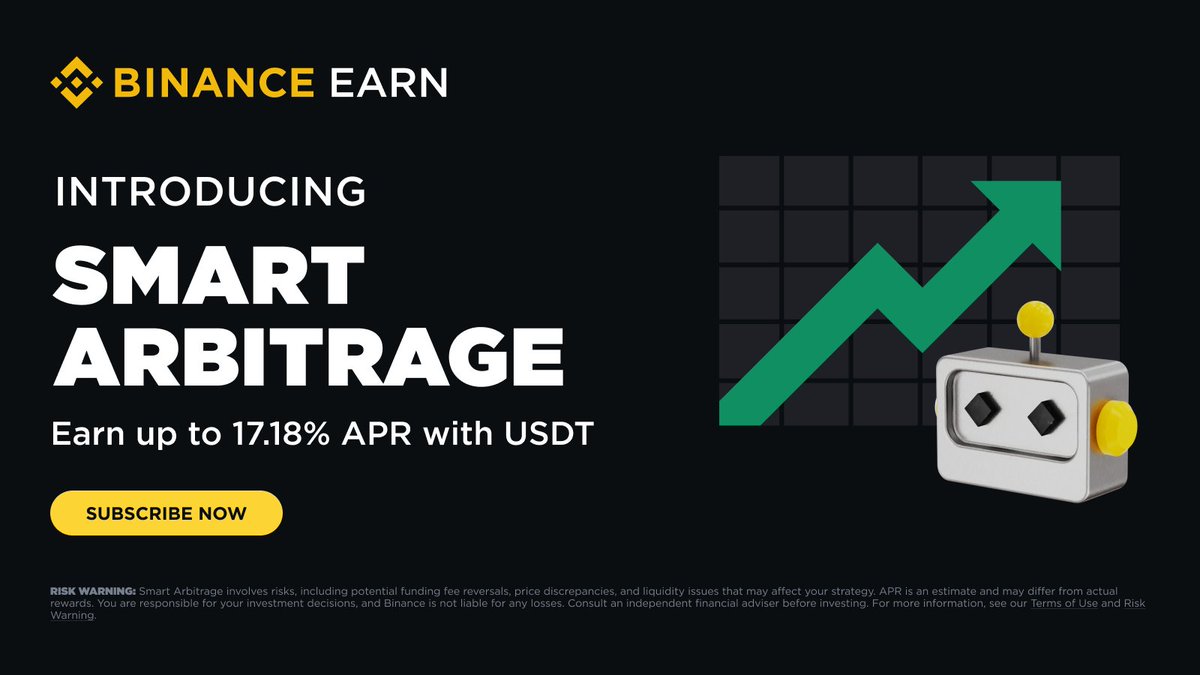 BINANCE EARN
INTRODUCING
SMART
ARBITRAGE
Earn up to 17.18% APR with USDT
SUBSCRIBE NOW
RISK WARNING: Smart Arbitrage involves risks, including potential funding fee reversals, price discrepancies, and liquidity issues that may affect your strategy. APR is an estimate and may differ from actual
rewards. You are responsible for your investment decisions, and Binance is not liable for any losses. Consult an independent financial adviser before investing. For more information, see our Terms of Use and Risk
Warning.